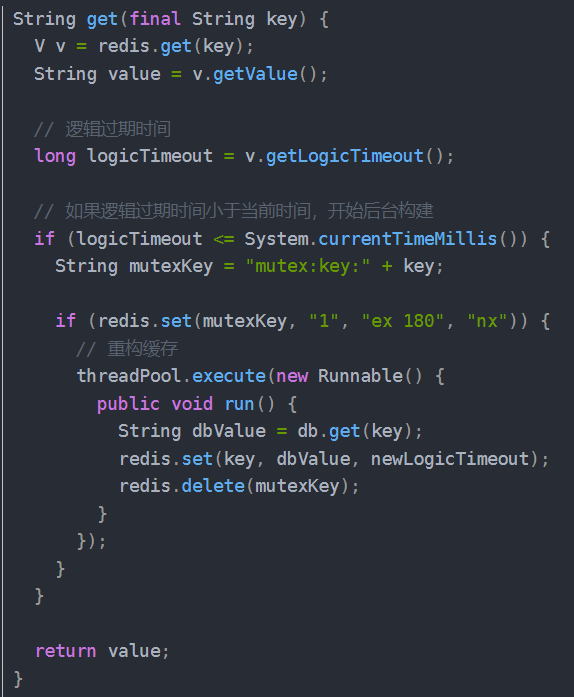 String get(final String key) {
  V v = redis.get(key);
  String value = v.getValue();

  // 逻辑过期时间
  long logicTimeout = v.getLogicTimeout();

  // 如果逻辑过期时间小于当前时间，开始后台构建
  if (logicTimeout <= System.currentTimeMillis()) {
    String mutexKey = "mutex:key:" + key;

    if (redis.set(mutexKey, "1", "ex 180", "nx")) {
      // 重构缓存
      threadPool.execute(new Runnable() {
        public void run() {
          String dbValue = db.get(key);
          redis.set(key, dbValue, newLogicTimeout);
          redis.delete(mutexKey);
        }
      });
    }
  }

  return value;
}